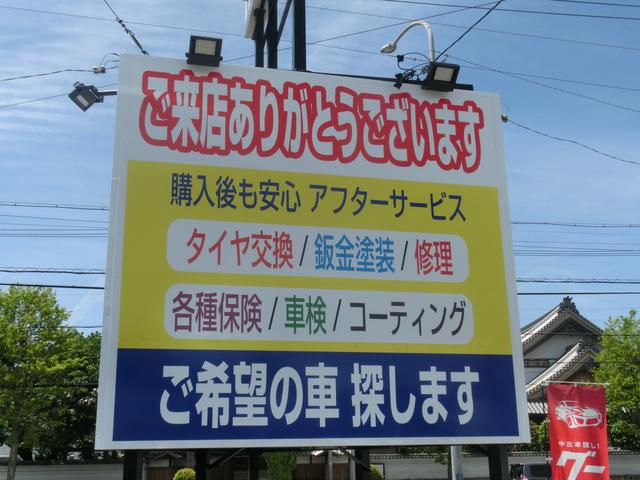 ご来店ありがとうございます
購入後も安心 アフターサービス
タイヤ交換 / 鈑金塗装 / 修理
各種保険 / 車検 / コーティング
ご希望の車 探します
中古車探し!
グー